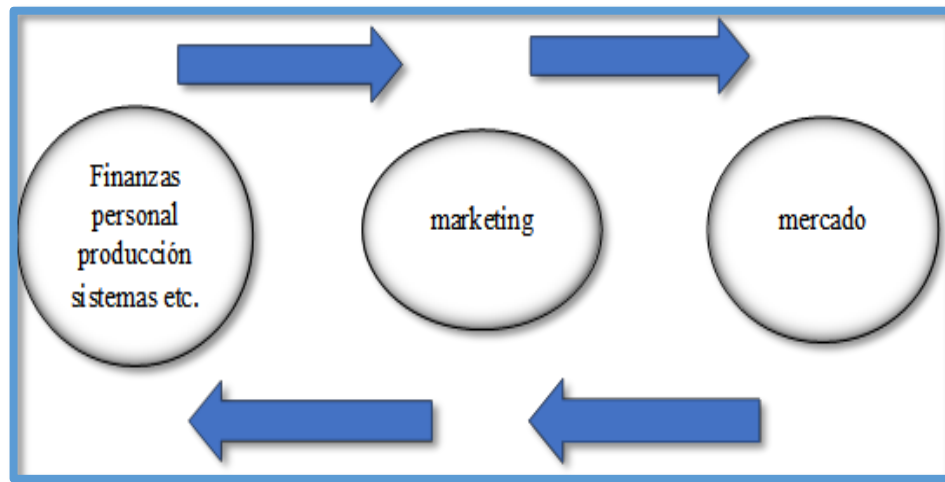 Finanzas
personal
producción
sistemas etc.
marketing
mercado